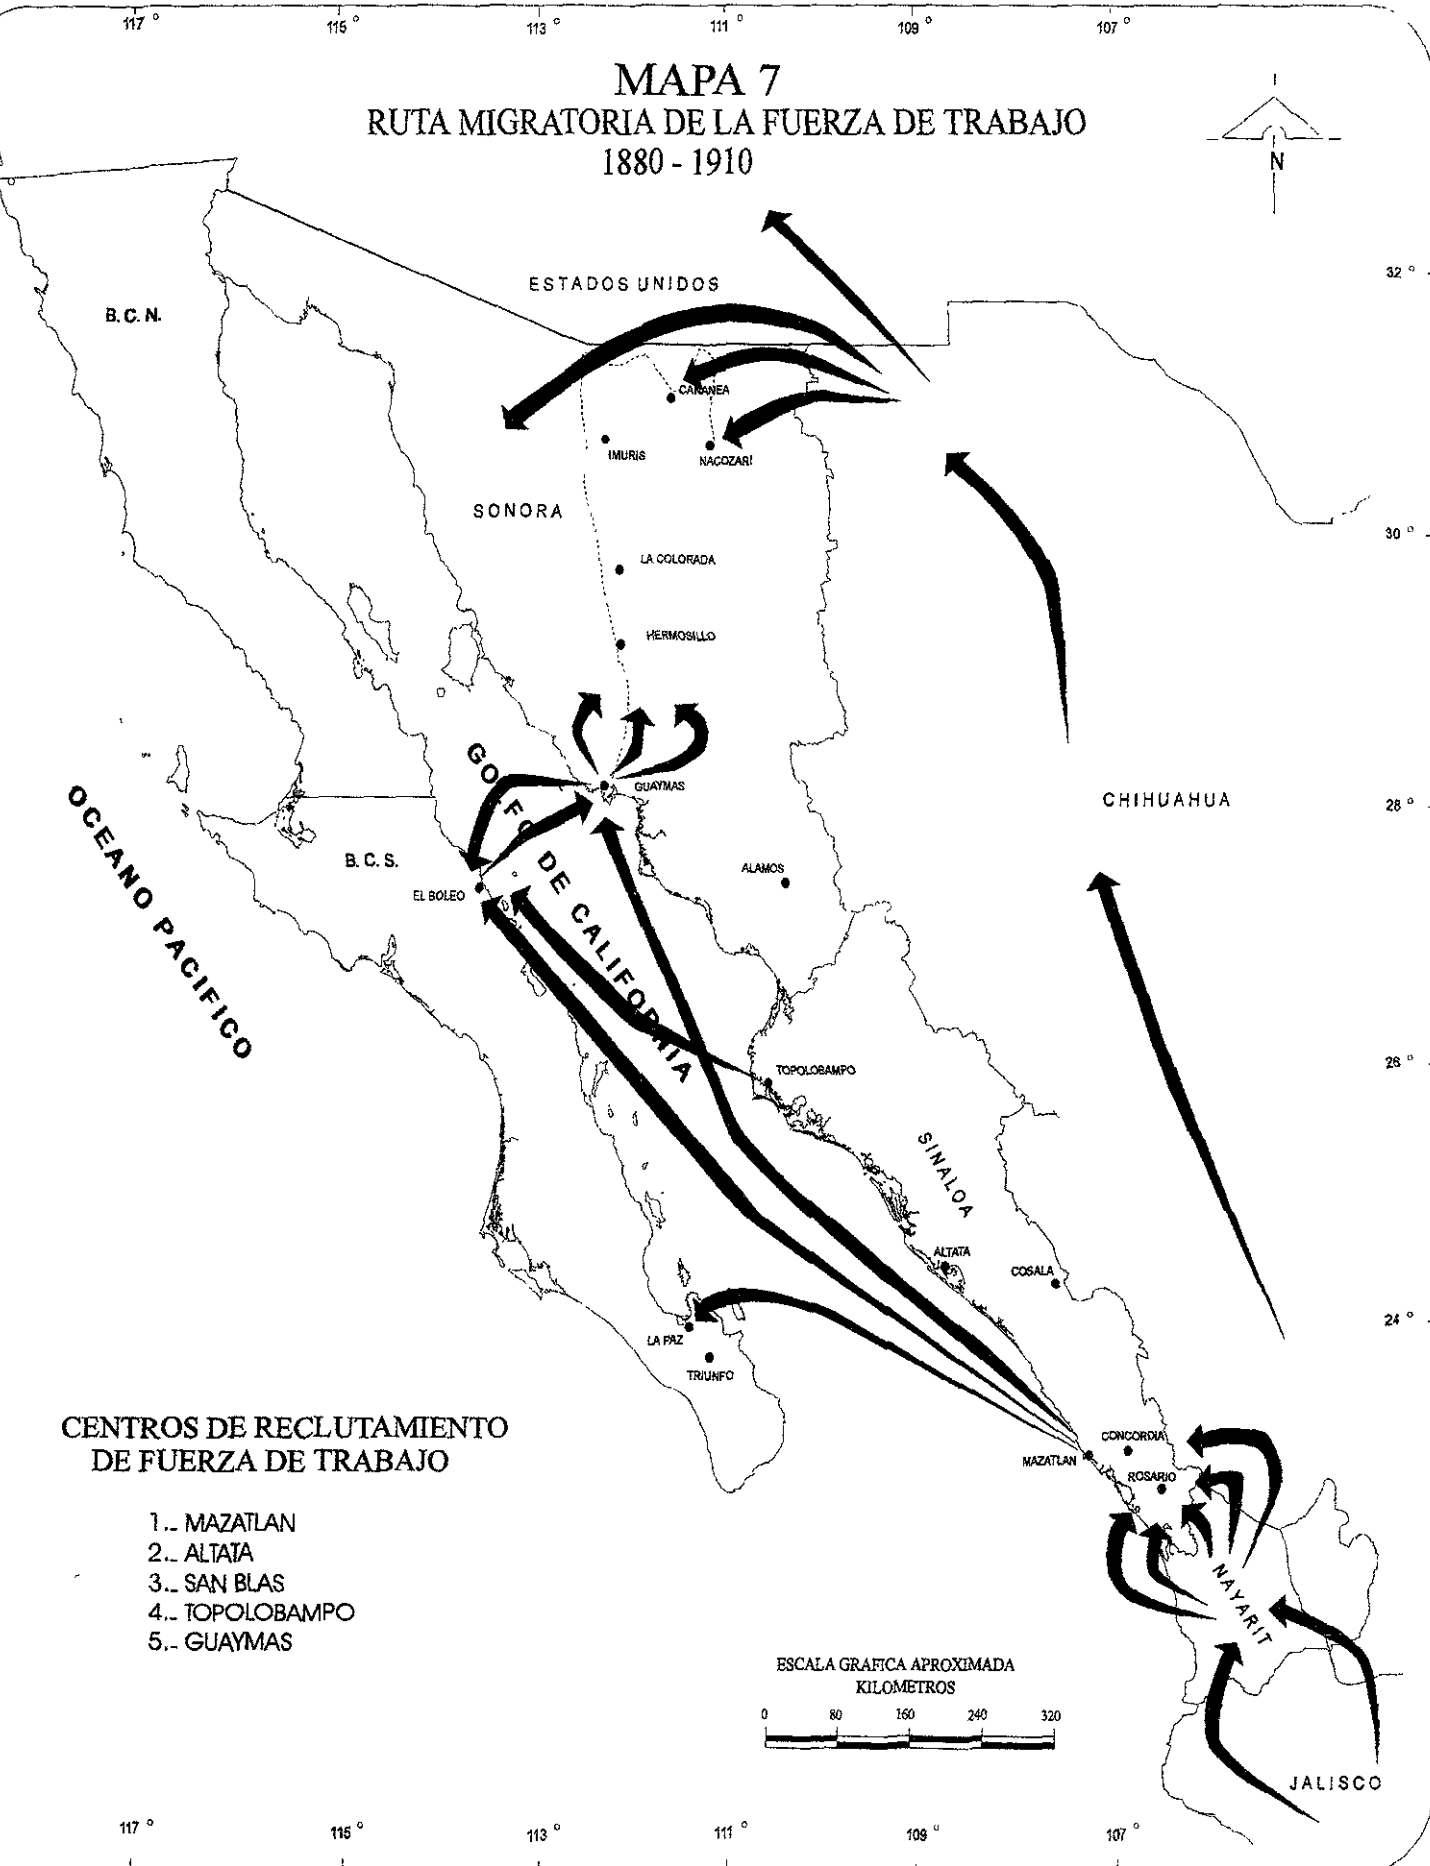 117 °
115 °
113 °
111 °
109 °
107 °
MAPA 7
RUTA MIGRATORIA DE LA FUERZA DE TRABAJO
1880 - 1910
N
32 °
ESTADOS UNIDOS
B. C. N.
CANANEA
IMURIS
NACOZARI
SONORA
30 °
LA COLORADA
HERMOSILLO
GUAYMAS
CHIHUAHUA
28 °
GOLFO DE CALIFORNIA
OCEANO PACIFICO
B. C. S.
EL BOLEO
ALAMOS
26 °
TOPOLOBAMPO
SINALOA
ALTATA
COSALA
24 °
LA PAZ
TRIUNFO
CONCORDIA
MAZATLAN
ROSARIO
CENTROS DE RECLUTAMIENTO
DE FUERZA DE TRABAJO
1.- MAZATLAN
2.- ALTATA
3.- SAN BLAS
4.- TOPOLOBAMPO
5.- GUAYMAS
NAYARIT
ESCALA GRAFICA APROXIMADA
KILOMETROS
0 80 160 240 320
JALISCO
117 °
115 °
113 °
111 °
109 °
107 °